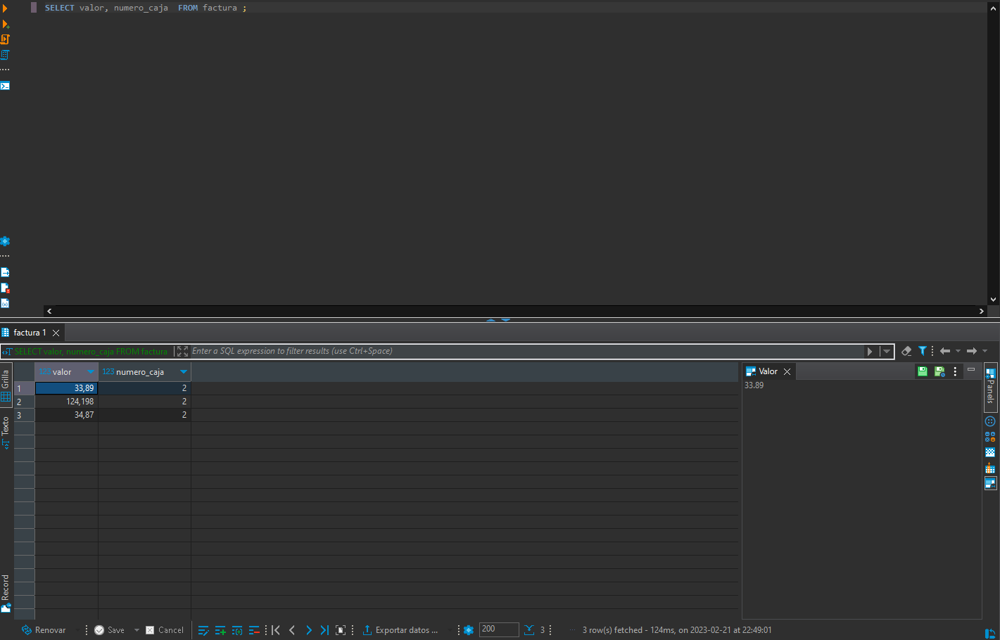 SELECT valor, numero_caja  FROM factura ;
factura 1
SELECT valor, numero_caja FROM factura
Enter a SQL expression to filter results (use Ctrl+Space)
Grilla
Texto
Record
123 valor
123 numero_caja
1 33,89 2
2 124,198 2
3 34,87 2
Valor
33.89
Panels
Renovar
Save
Cancel
Exportar datos ...
200
3
3 row(s) fetched - 124ms, on 2023-02-21 at 22:49:01